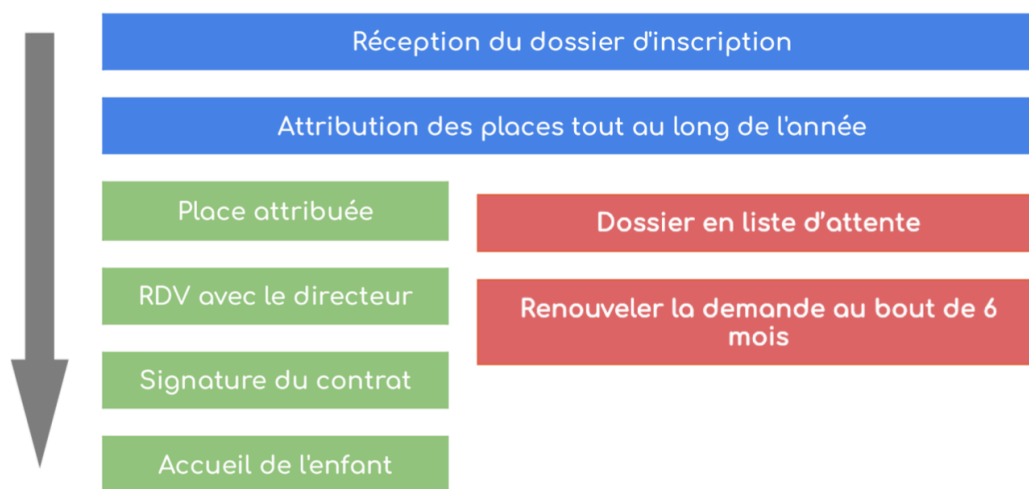 Réception du dossier d'inscription
Attribution des places tout au long de l'année
Place attribuée
RDV avec le directeur
Signature du contrat
Accueil de l'enfant
Dossier en liste d’attente
Renouveler la demande au bout de 6
mois